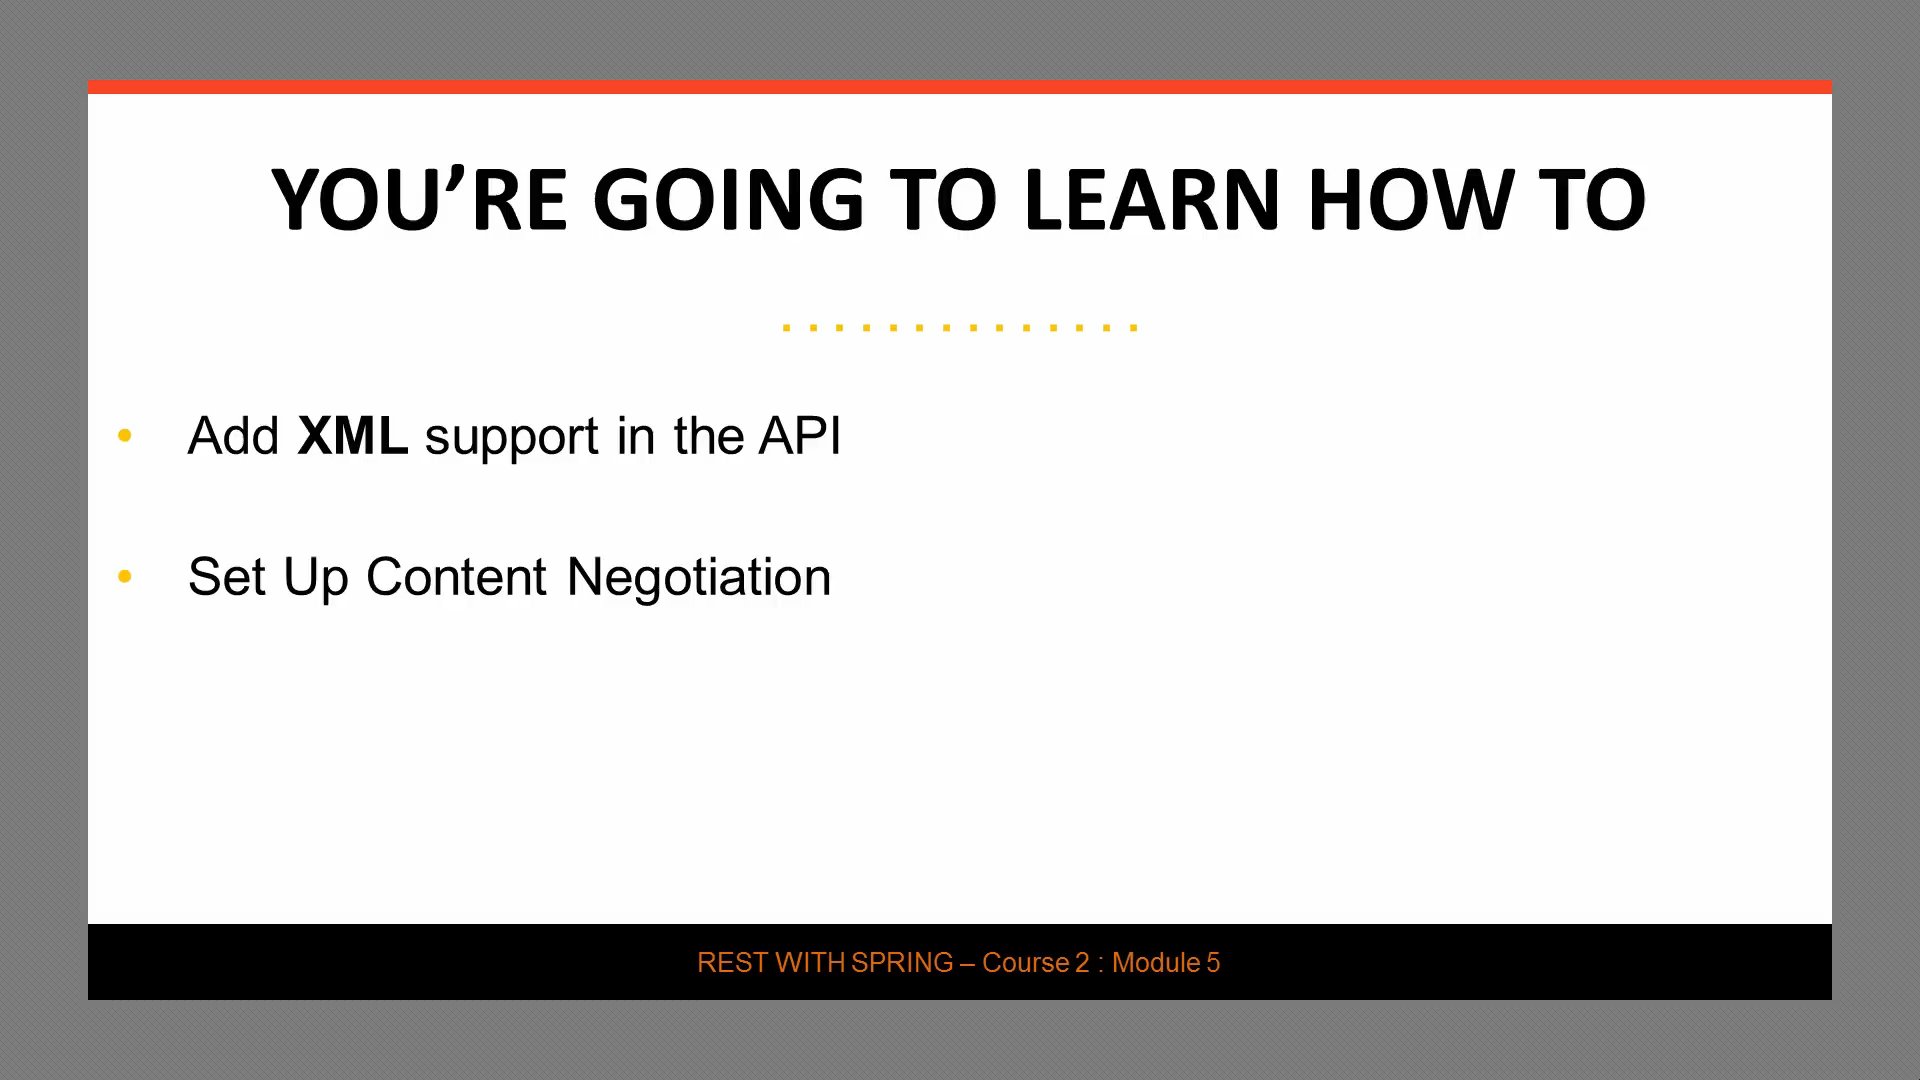 YOU’RE GOING TO LEARN HOW TO
• Add XML support in the API
• Set Up Content Negotiation
REST WITH SPRING – Course 2 : Module 5